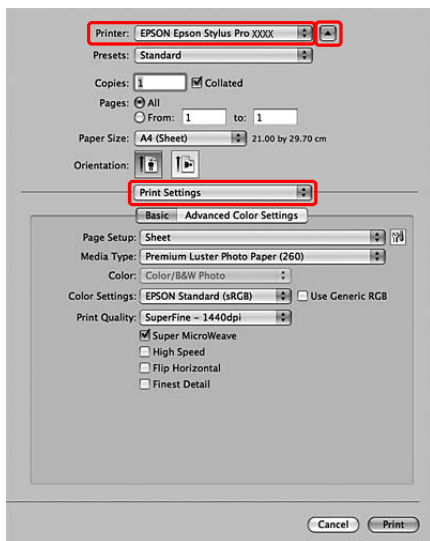 Printer: EPSON Epson Stylus Pro XXXX
Presets: Standard
Copies: 1 Collated
Pages: All
From: 1 to: 1
Paper Size: A4 (Sheet) 21.00 by 29.70 cm
Orientation:
Print Settings
Basic Advanced Color Settings
Page Setup: Sheet
Media Type: Premium Luster Photo Paper (260)
Color: Color/B&W Photo
Color Settings: EPSON Standard (sRGB) Use Generic RGB
Print Quality: SuperFine – 1440dpi
Super MicroWeave
High Speed
Flip Horizontal
Finest Detail
Cancel Print